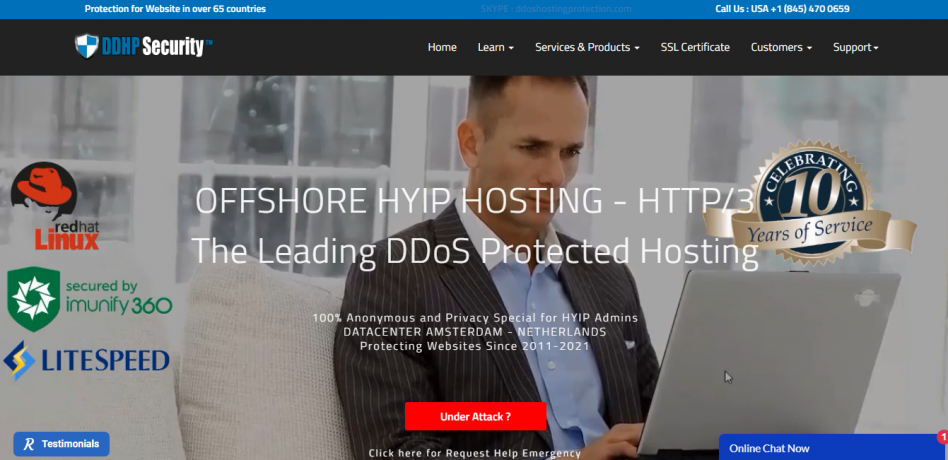 Protection for Website in over 65 countries
SKYPE : ddoshostingprotection.com
Call Us : USA +1 (845) 470 0659
DDHP Security™
Home
Learn
Services & Products
SSL Certificate
Customers
Support
redhat
Linux
secured by
imunify360
LITESPEED
CELEBRATING
10
Years of Service
OFFSHORE HYIP HOSTING - HTTP/3
The Leading DDoS Protected Hosting
100% Anonymous and Privacy Special for HYIP Admins
DATACENTER AMSTERDAM - NETHERLANDS
Protecting Websites Since 2011-2021
Under Attack ?
Click here for Request Help Emergency
R Testimonials
Online Chat Now
1